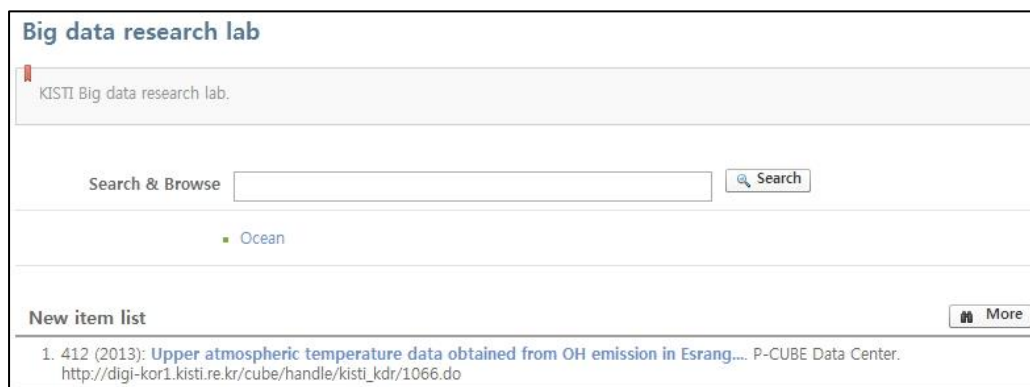 Big data research lab
KISTI Big data research lab.
Search & Browse
Search
Ocean
New item list
More
1. 412 (2013): Upper atmospheric temperature data obtained from OH emission in Esrang.... P-CUBE Data Center.
http://digi-kor1.kisti.re.kr/cube/handle/kisti_kdr/1066.do